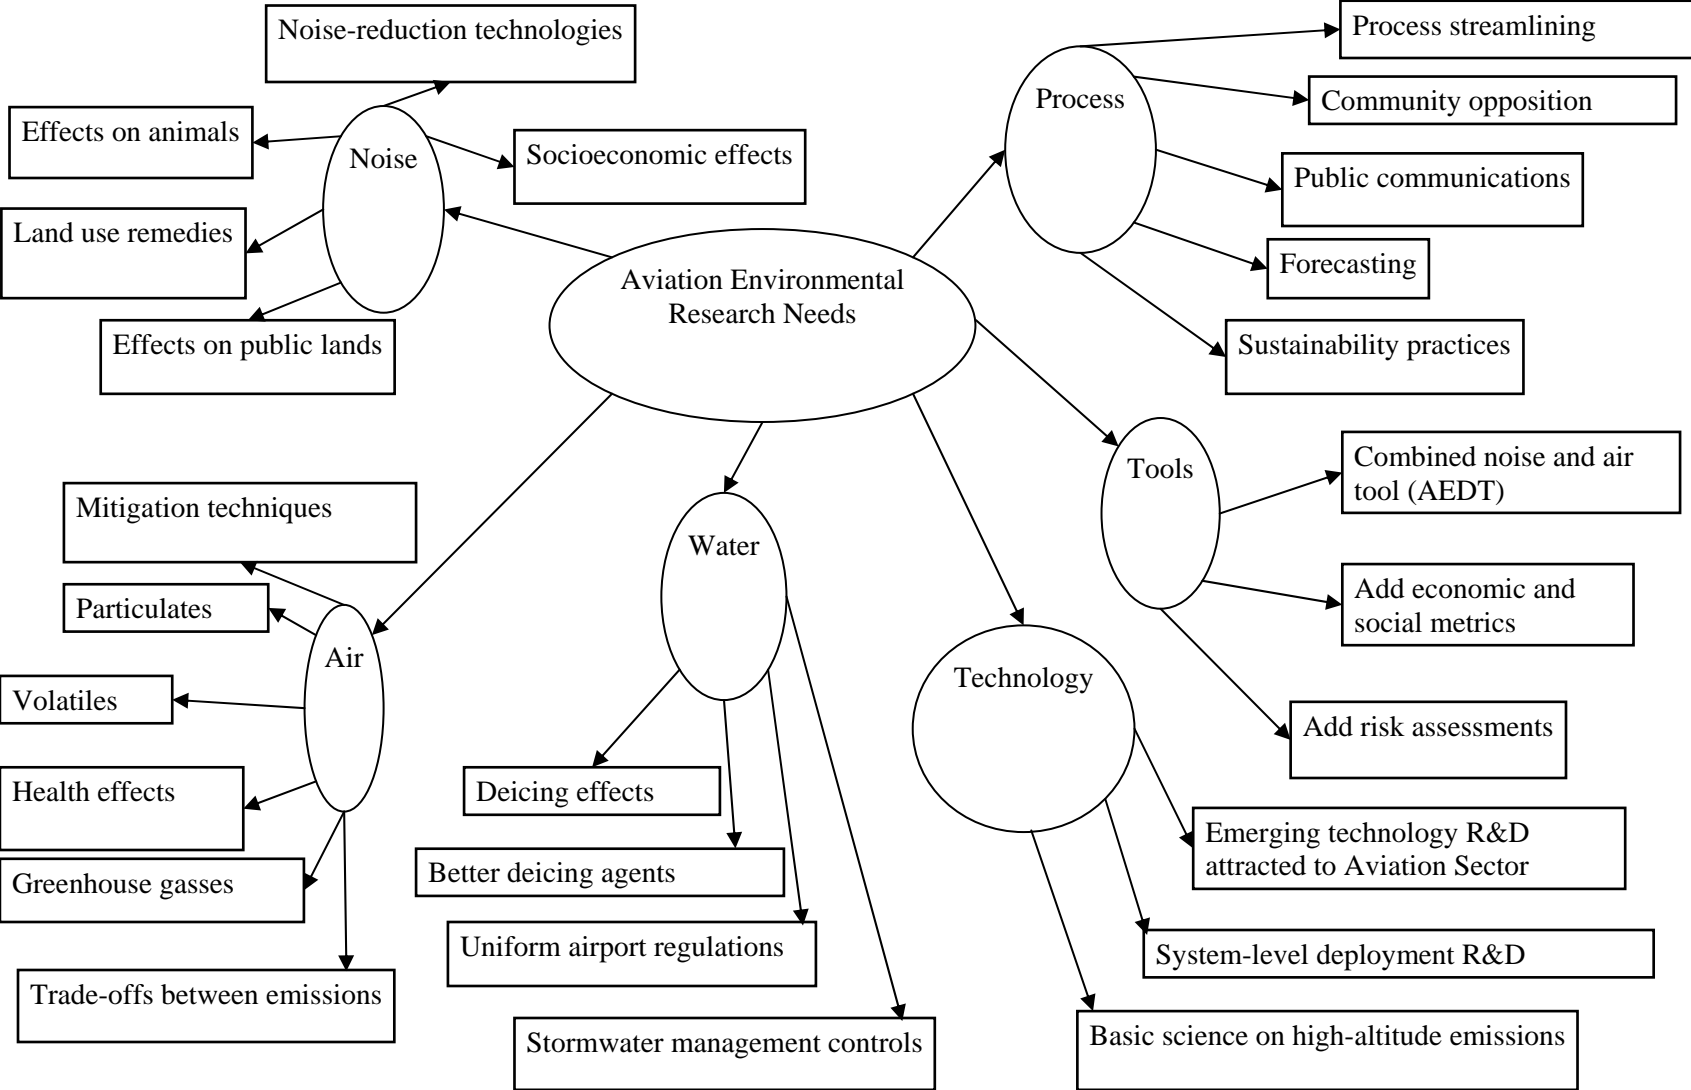 Noise-reduction technologies
Effects on animals
Noise
Socioeconomic effects
Land use remedies
Effects on public lands
Process
Process streamlining
Community opposition
Public communications
Forecasting
Sustainability practices
Aviation Environmental
Research Needs
Tools
Combined noise and air
tool (AEDT)
Add economic and
social metrics
Add risk assessments
Mitigation techniques
Particulates
Air
Volatiles
Health effects
Greenhouse gasses
Trade-offs between emissions
Water
Deicing effects
Better deicing agents
Uniform airport regulations
Stormwater management controls
Technology
Emerging technology R&D
attracted to Aviation Sector
System-level deployment R&D
Basic science on high-altitude emissions